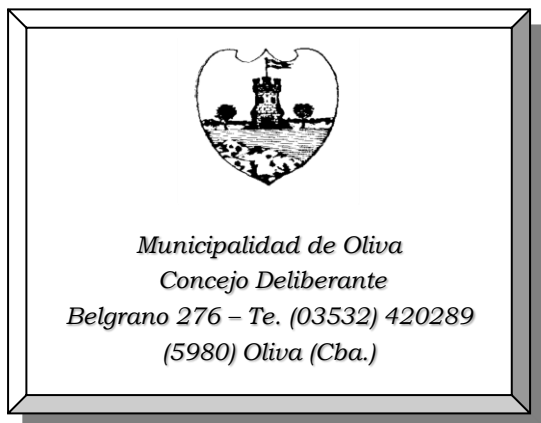 Municipalidad de Oliva
Concejo Deliberante
Belgrano 276 – Te. (03532) 420289
(5980) Oliva (Cba.)